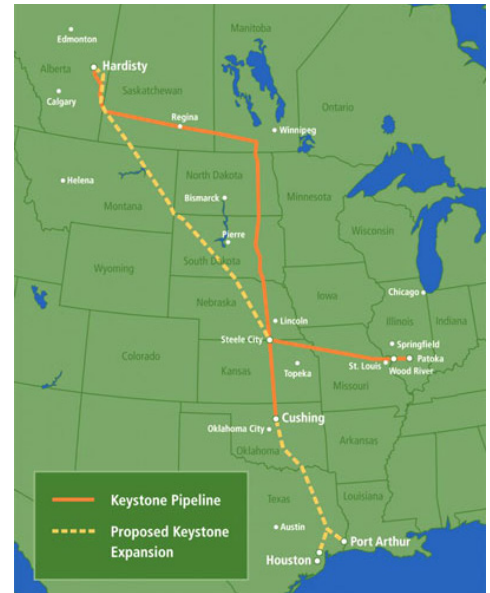 Edmonton
Manitoba
Hardisty
Alberta
Saskatchewan
Calgary
Ontario
Regina
Winnipeg
Helena
North Dakota
Minnesota
Montana
Bismarck
Pierre
Wisconsin
South Dakota
Wyoming
Iowa
Chicago
Nebraska
Lincoln
Illinois
Indiana
Steele City
Springfield
Colorado
Kansas
Topeka
St. Louis
Patoka
Wood River
Missouri
Cushing
Oklahoma City
Oklahoma
Arkansas
Texas
Louisiana
Austin
Port Arthur
Houston
Keystone Pipeline
Proposed Keystone
Expansion